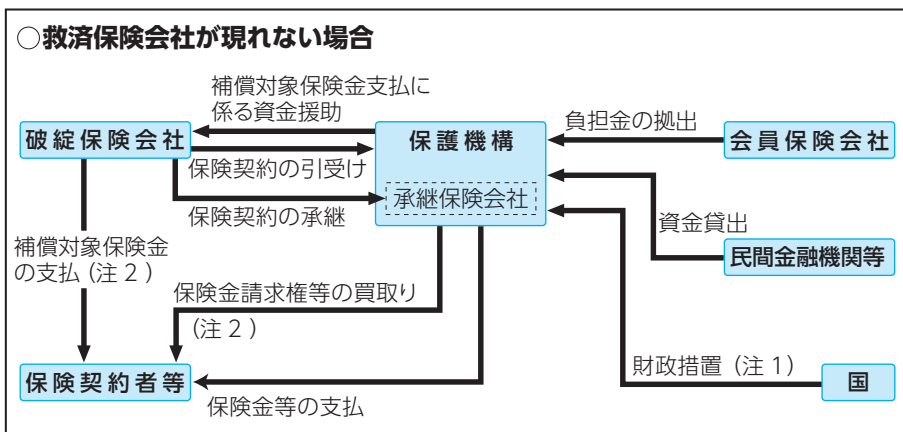 ○救済保険会社が現れない場合
補償対象保険金支払に
係る資金援助
破綻保険会社
保護機構
負担金の拠出
会員保険会社
保険契約の引受け
承継保険会社
保険契約の承継
資金貸出
民間金融機関等
補償対象保険金
の支払(注2)
保険金請求権等の買取り
(注2)
財政措置(注1)
国
保険契約者等
保険金等の支払